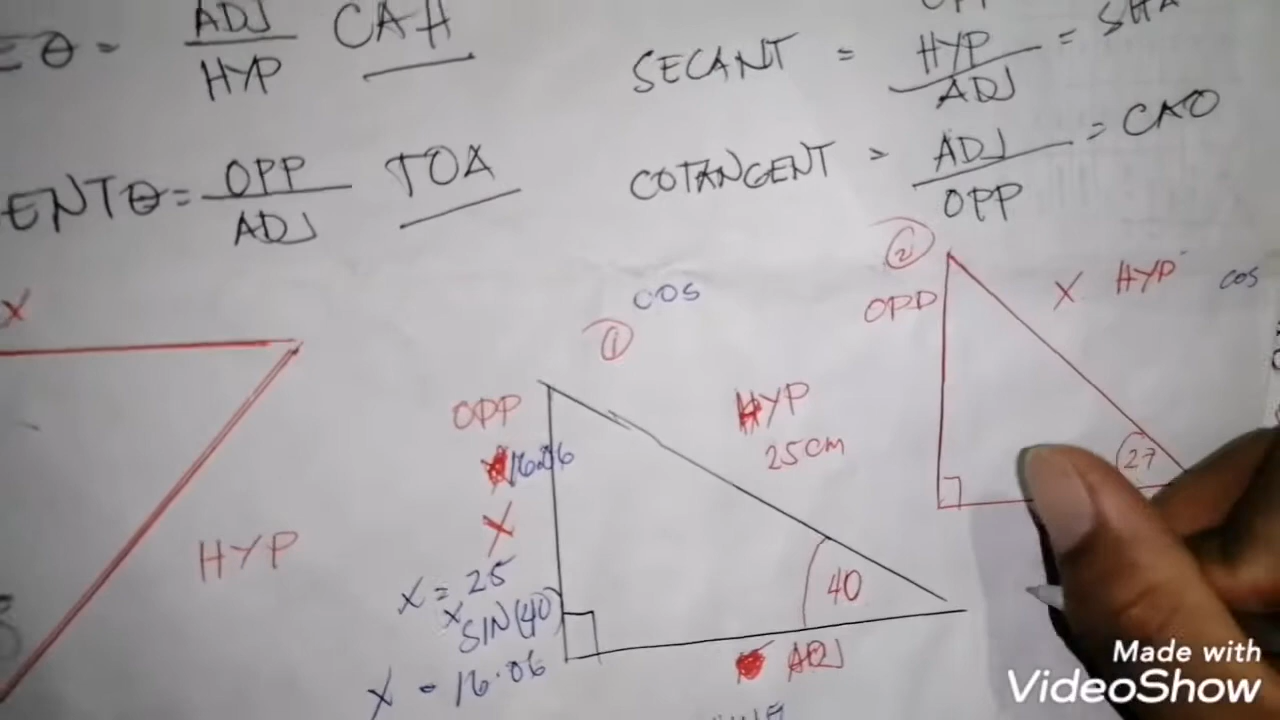 ADJ
HYP
CAH
SECANT = HYP
ADJ
ENTΘ = OPP
ADJ
TOA
COTANGENT = ADJ
OPP
= CAO
X
HYP
cos
1
OPP
16.06
X
HYP
25cm
X = 25
x SIN(40)
X = 16.06
40
ADJ
2
OPP
X HYP
cos
27
Made with
VideoShow